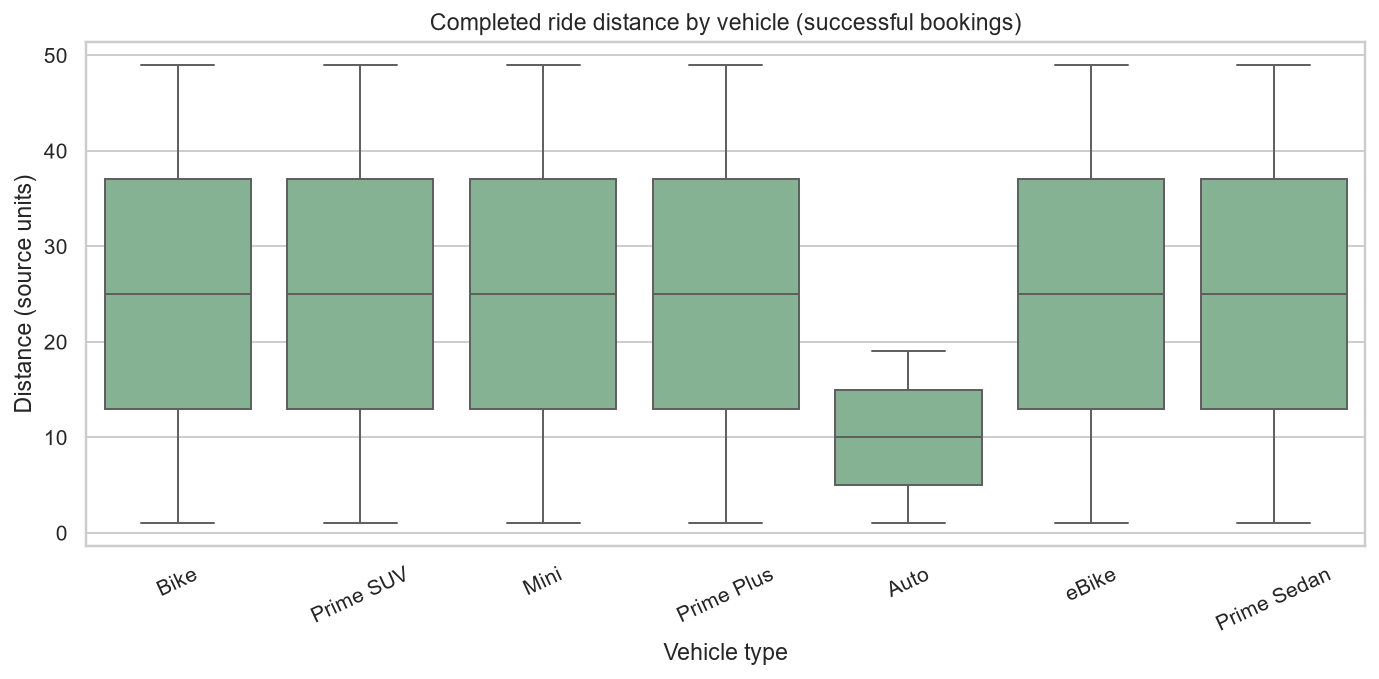 Completed ride distance by vehicle (successful bookings)
Distance (source units)
50
40
30
20
10
0
Bike
Prime SUV
Mini
Prime Plus
Auto
eBike
Prime Sedan
Vehicle type